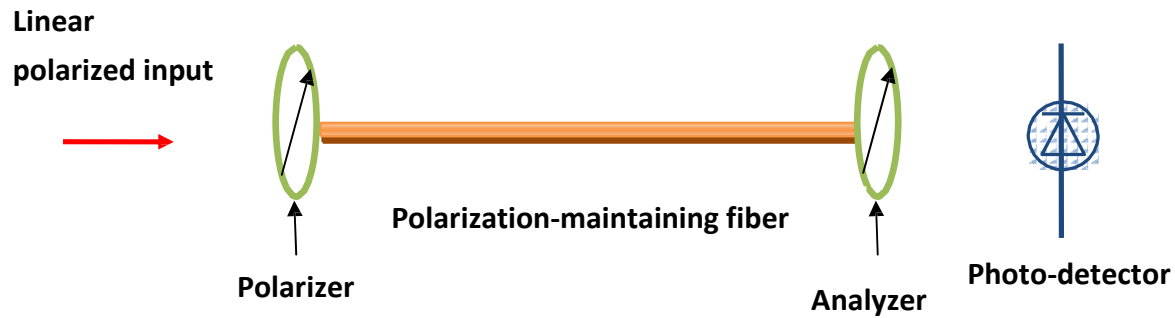 Linear
polarized input
Polarization-maintaining fiber
Polarizer
Analyzer
Photo-detector